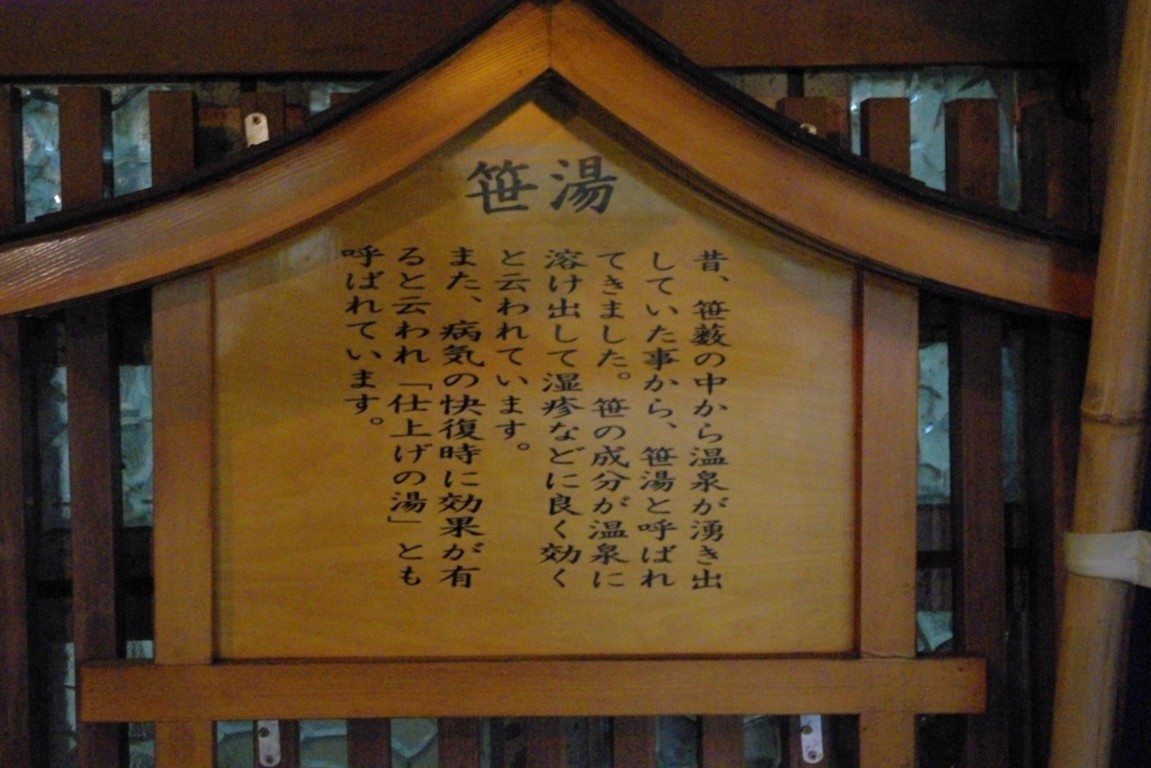 笹湯
昔、笹薮の中から温泉が湧き出
していた事から、笹湯と呼ばれ
てきました。笹の成分が温泉に
溶け出して湿疹などに良く効く
と云われています。
また、病気の快復時に効果が有
ると云われ「仕上げの湯」とも
呼ばれています。